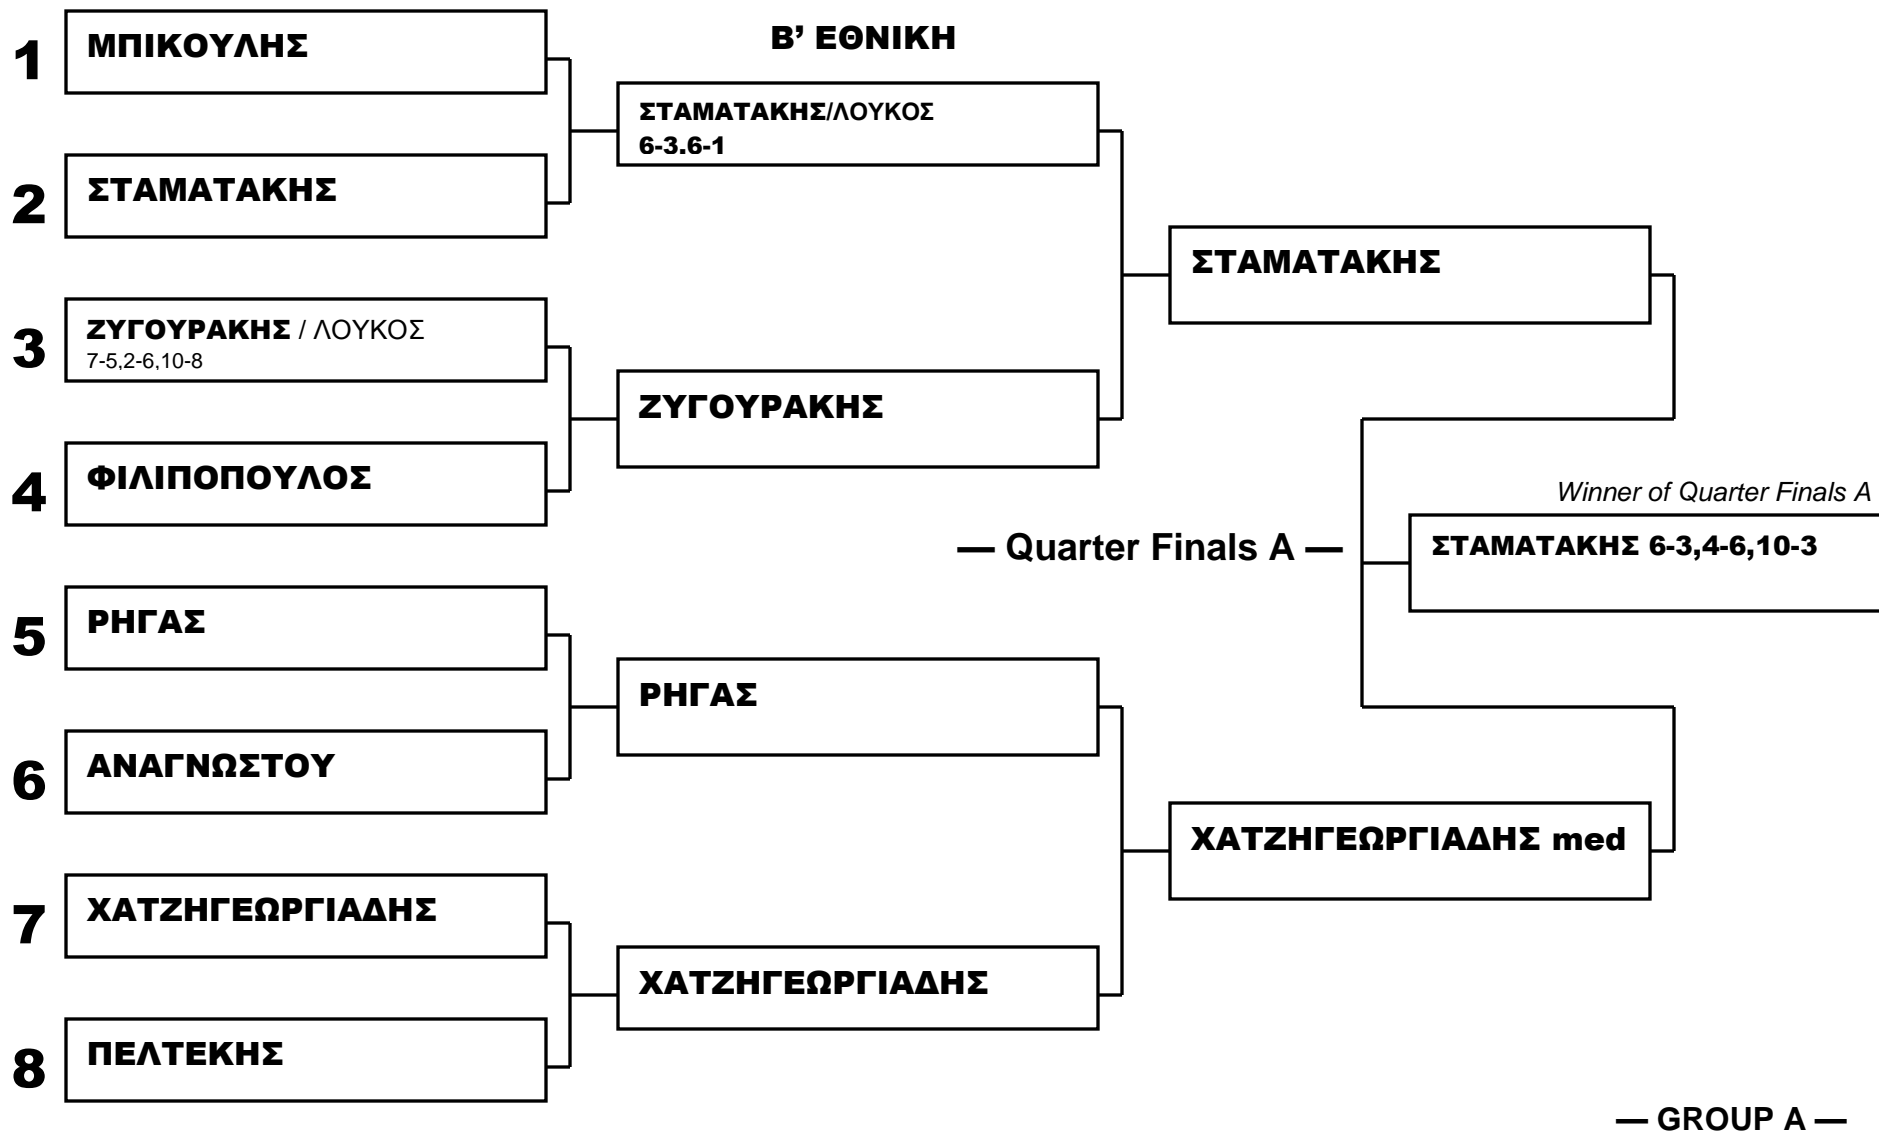 Β’ ΕΘΝΙΚΗ
1
ΜΠΙΚΟΥΛΗΣ
2
ΣΤΑΜΑΤΑΚΗΣ
3
ΖΥΓΟΥΡΑΚΗΣ / ΛΟΥΚΟΣ
7-5,2-6,10-8
4
ΦΙΛΙΠΟΠΟΥΛΟΣ
5
ΡΗΓΑΣ
6
ΑΝΑΓΝΩΣΤΟΥ
7
ΧΑΤΖΗΓΕΩΡΓΙΑΔΗΣ
8
ΠΕΛΤΕΚΗΣ
ΣΤΑΜΑΤΑΚΗΣ/ΛΟΥΚΟΣ
6-3.6-1
ΖΥΓΟΥΡΑΚΗΣ
ΡΗΓΑΣ
ΧΑΤΖΗΓΕΩΡΓΙΑΔΗΣ
ΣΤΑΜΑΤΑΚΗΣ
ΧΑΤΖΗΓΕΩΡΓΙΑΔΗΣ med
— Quarter Finals A —
Winner of Quarter Finals A
ΣΤΑΜΑΤΑΚΗΣ 6-3,4-6,10-3
— GROUP A —